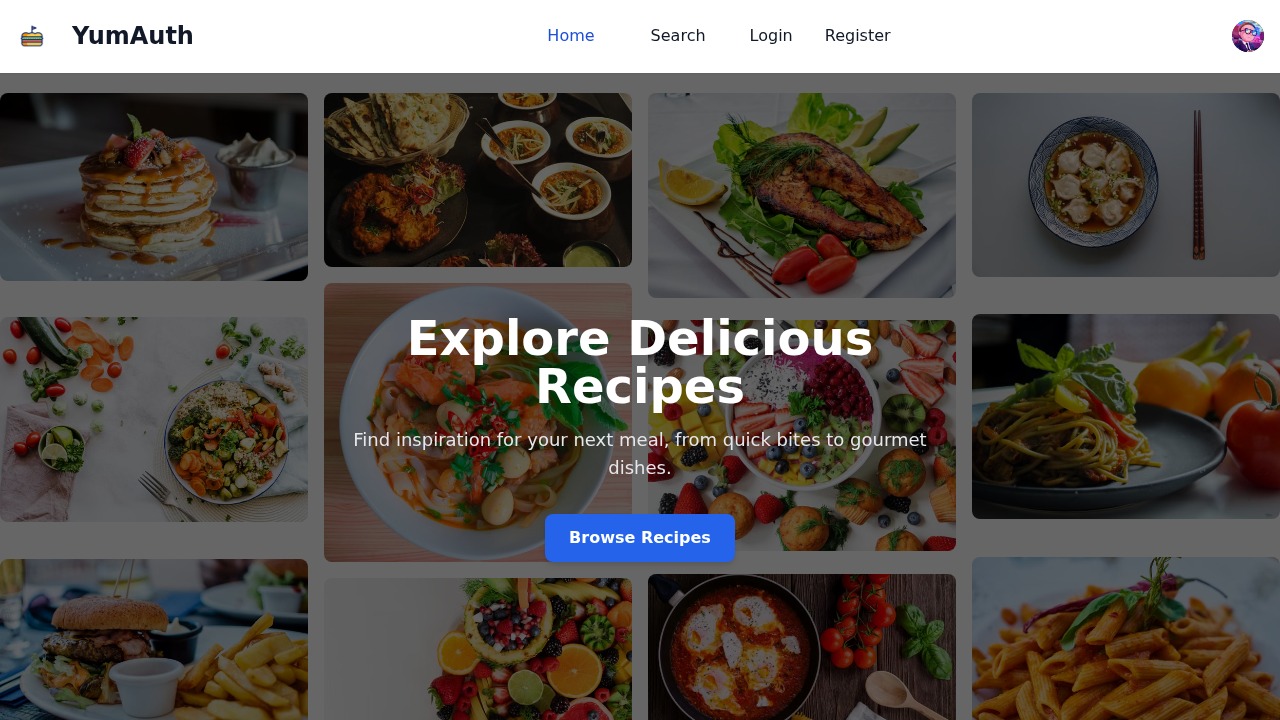 YumAuth
Home
Search
Login
Register
Explore Delicious
Recipes
Find inspiration for your next meal, from quick bites to gourmet
dishes.
Browse Recipes